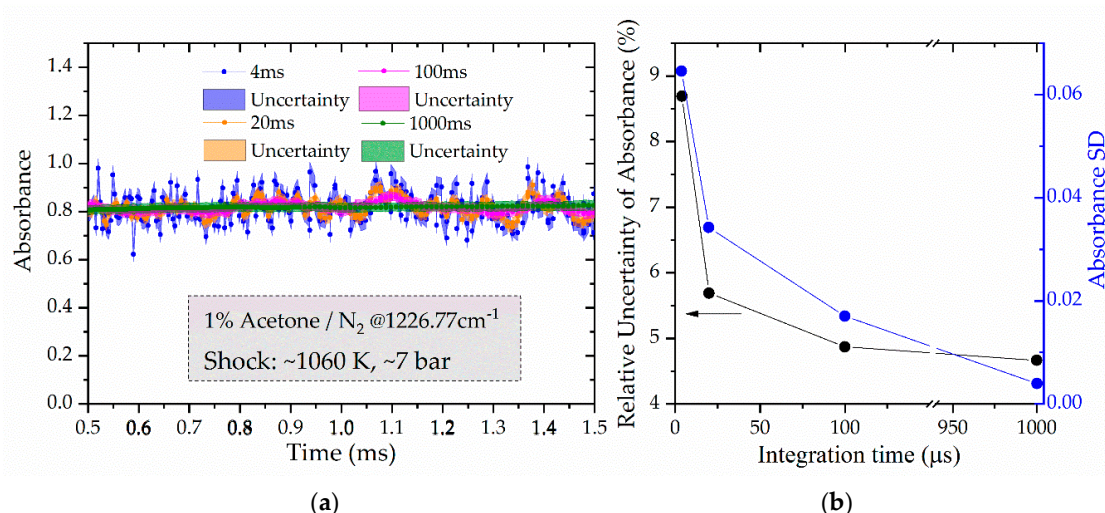 4ms
100ms
Uncertainty
Uncertainty
20ms
1000ms
Uncertainty
Uncertainty
1% Acetone / N₂ @1226.77cm⁻¹
Shock: ~1060 K, ~7 bar
Absorbance
1.4
1.2
1.0
0.8
0.6
0.4
0.2
0.0
0.5 0.6 0.7 0.8 0.9 1.0 1.1 1.2 1.3 1.4 1.5
Time (ms)
(a)
Relative Uncertainty of Absorbance (%)
9
8
7
6
5
4
0 50 100 950 1000
Integration time (μs)
0.06
0.04
0.02
0.00
Absorbance SD
(b)